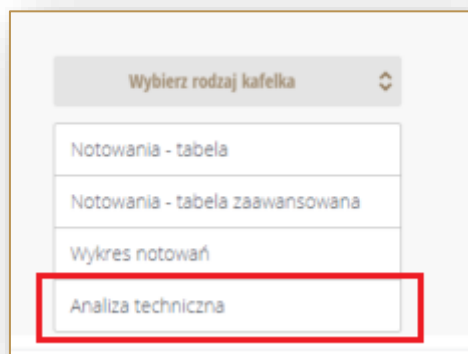 Wybierz rodzaj kafelka
Notowania - tabela
Notowania - tabela zaawansowana
Wykres notowań
Analiza techniczna